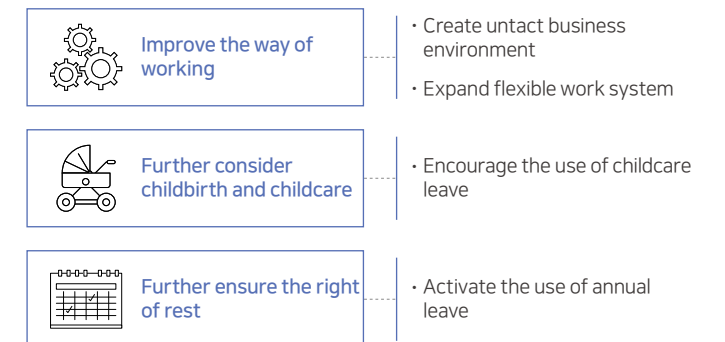 Improve the way of
working
· Create untact business
environment
· Expand flexible work system
Further consider
childbirth and childcare
· Encourage the use of childcare
leave
Further ensure the right
of rest
· Activate the use of annual
leave